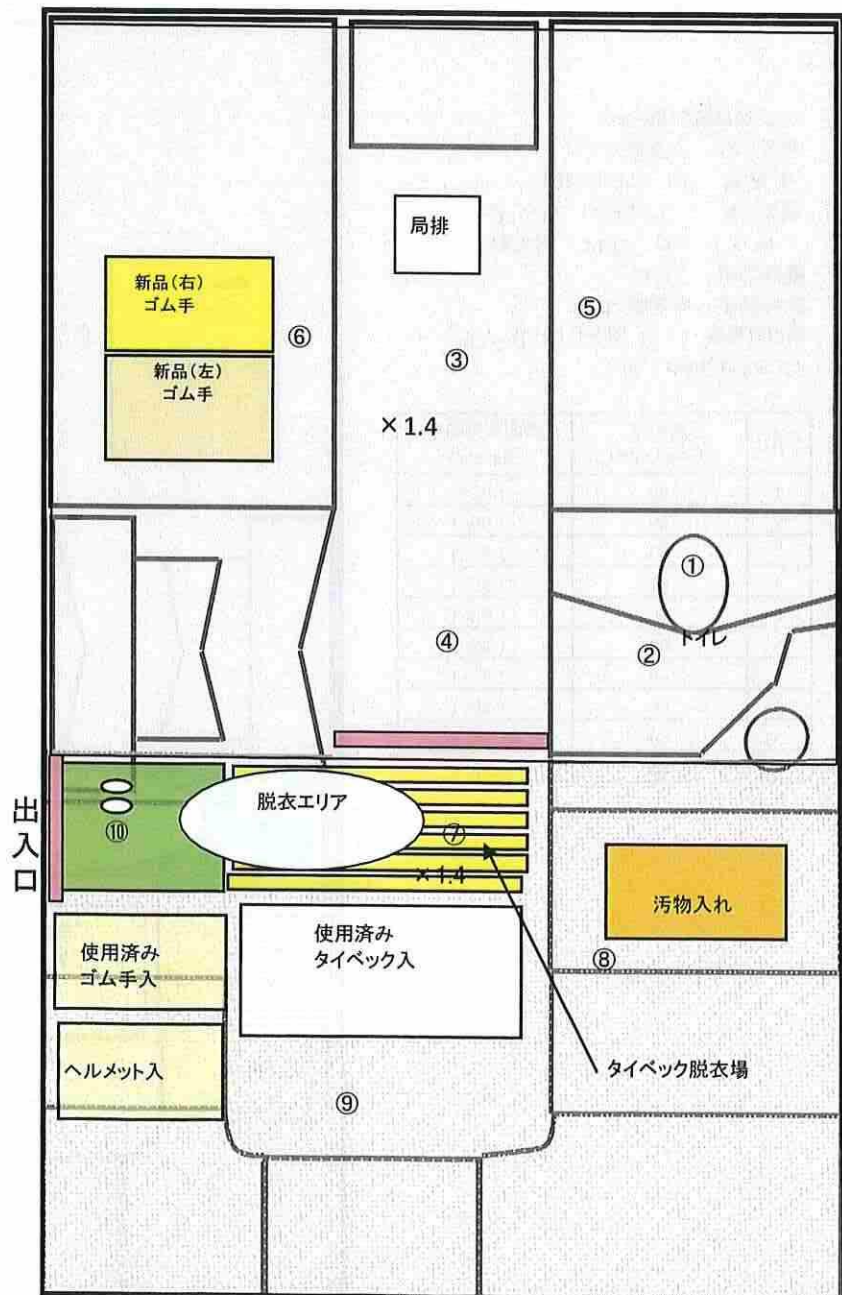 局排
新品(右)
ゴム手
⑤
⑥
新品(左)
ゴム手
③
×1.4
①
トイレ
④
②
出入口
脱衣エリア
⑩
⑦
×1.4
汚物入れ
使用済み
ゴム手入
使用済み
タイベック入
⑧
ヘルメット入
タイベック脱衣場
⑨